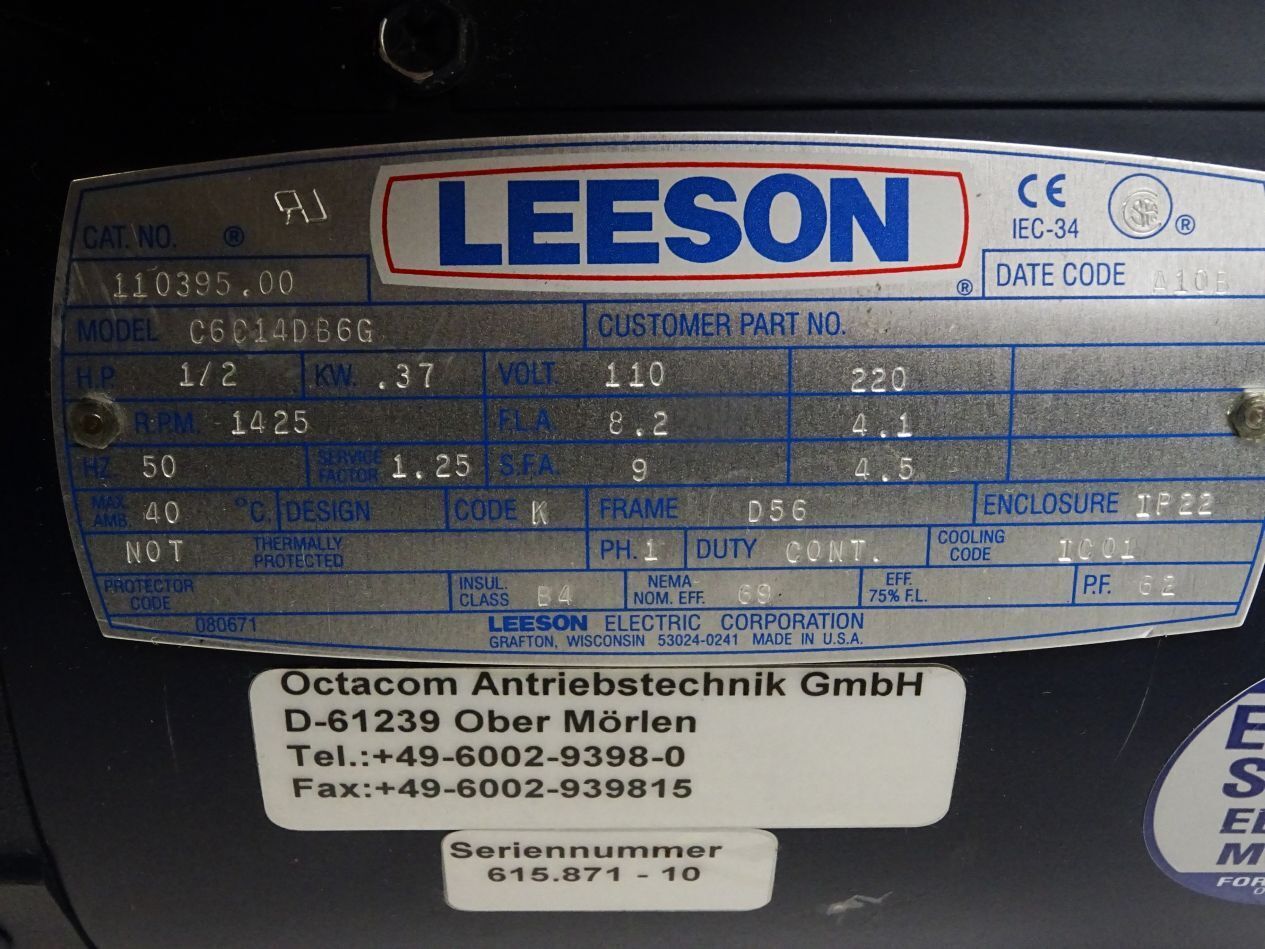 LEESON
®
CE
IEC-34
®
CAT. NO. ®
110395.00
DATE CODE A10B
MODEL C6C14DB6G CUSTOMER PART NO.
H.P. 1/2 KW. .37 VOLT. 110 220
R.P.M. 1425 F.L.A. 8.2 4.1
HZ 50 SERVICE FACTOR 1.25 S.F.A. 9 4.5
MAX. AMB. 40 °C. DESIGN CODE K FRAME D56 ENCLOSURE IP22
NOT THERMALLY PROTECTED PH. 1 DUTY CONT. COOLING CODE IC01
PROTECTOR CODE INSUL. CLASS B4 NEMA NOM. EFF. 69 EFF. 75% F.L. P.F. 62
080671 LEESON ELECTRIC CORPORATION
GRAFTON, WISCONSIN 53024-0241 MADE IN U.S.A.
Octacom Antriebstechnik GmbH
D-61239 Ober Mörlen
Tel.:+49-6002-9398-0
Fax:+49-6002-939815
Seriennummer
615.871 - 10